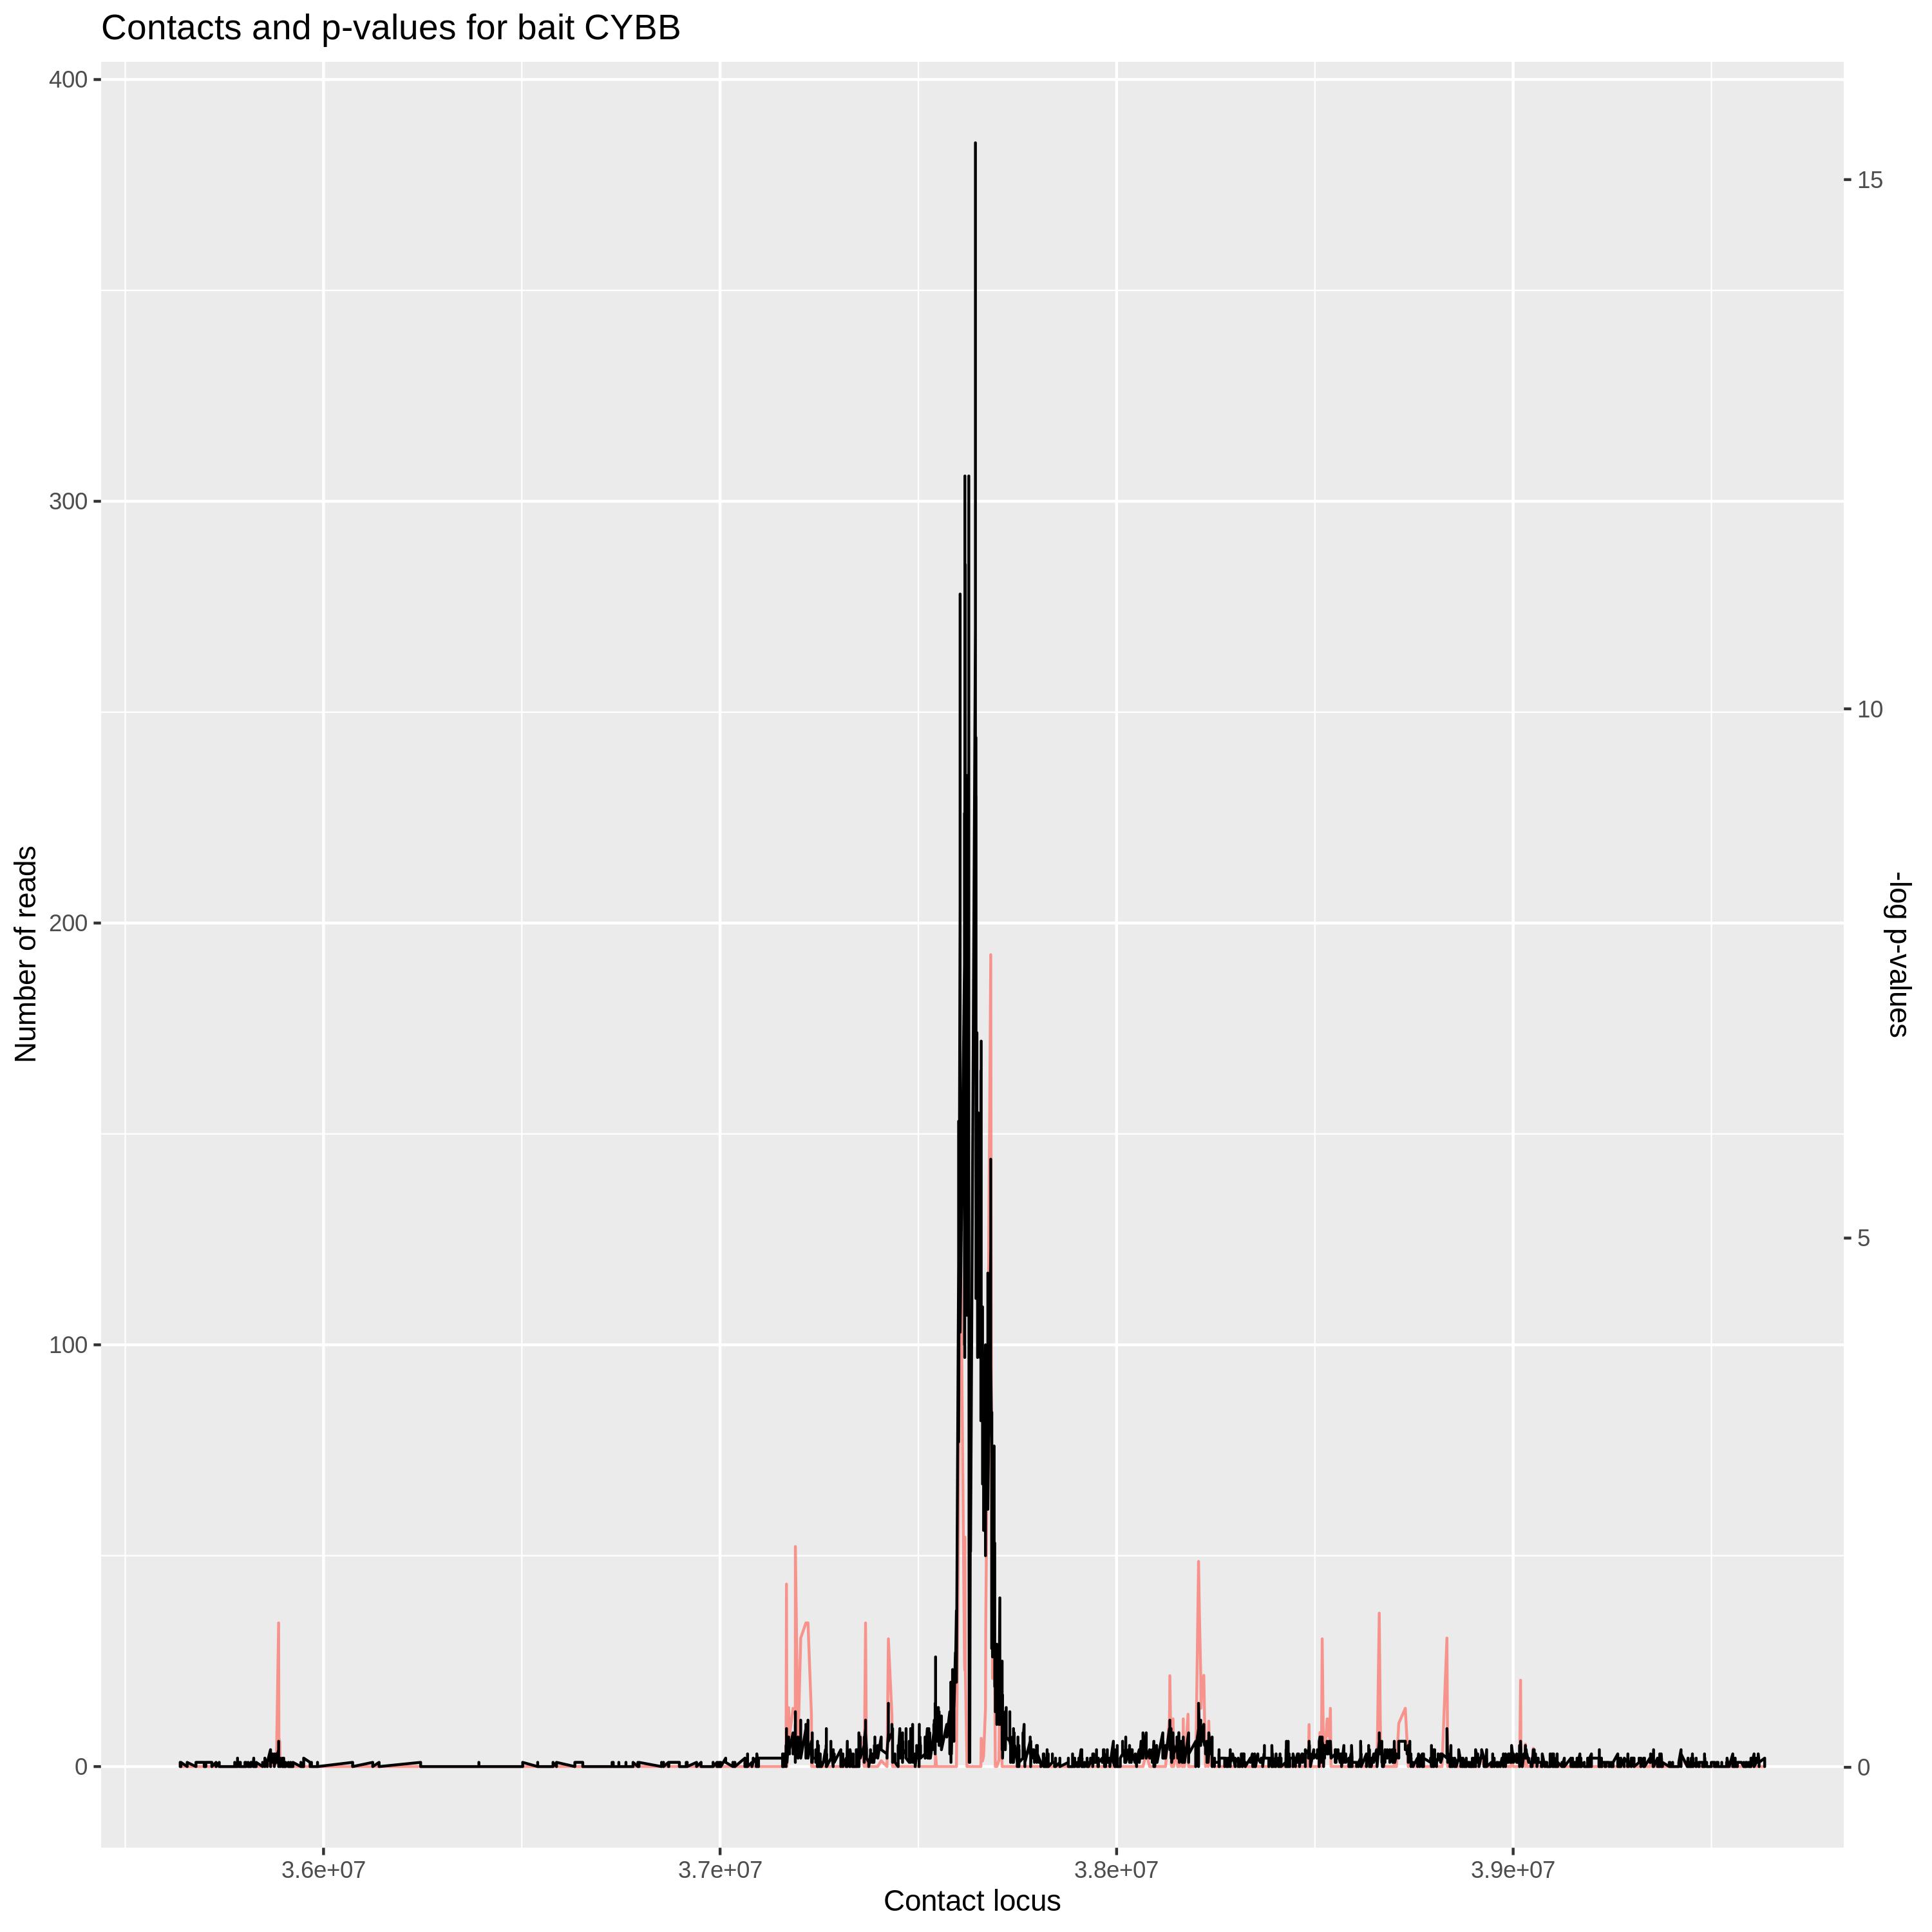 Contacts and p-values for bait CYBB
400
300
200
100
0
Number of reads
15
10
5
0
-log p-values
3.6e+07
3.7e+07
3.8e+07
3.9e+07
Contact locus